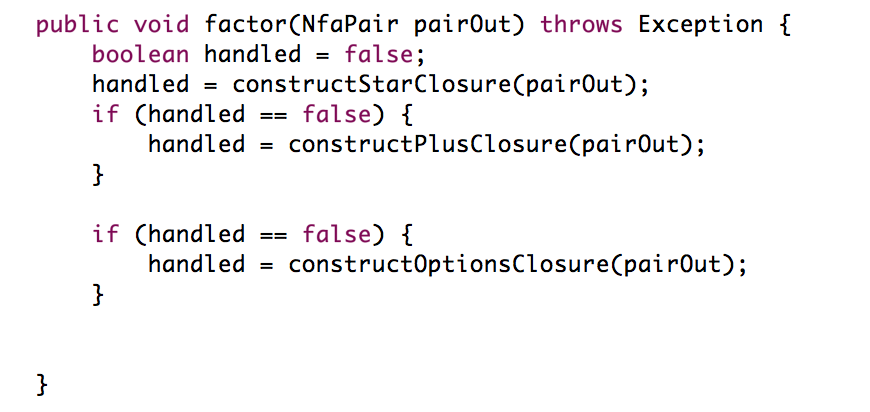 public void factor(NfaPair pairOut) throws Exception {
    boolean handled = false;
    handled = constructStarClosure(pairOut);
    if (handled == false) {
        handled = constructPlusClosure(pairOut);
    }
    if (handled == false) {
        handled = constructOptionsClosure(pairOut);
    }
}